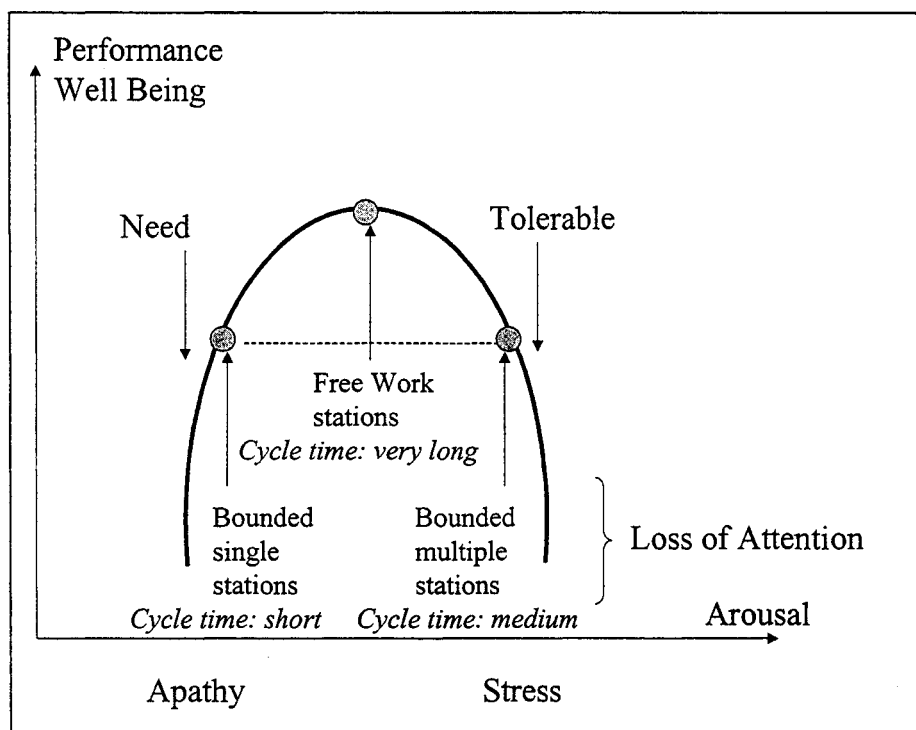 Performance
Well Being
Need
Tolerable
Free Work
stations
Cycle time: very long
Bounded
single
stations
Cycle time: short
Bounded
multiple
stations
Cycle time: medium
Loss of Attention
Arousal
Apathy
Stress